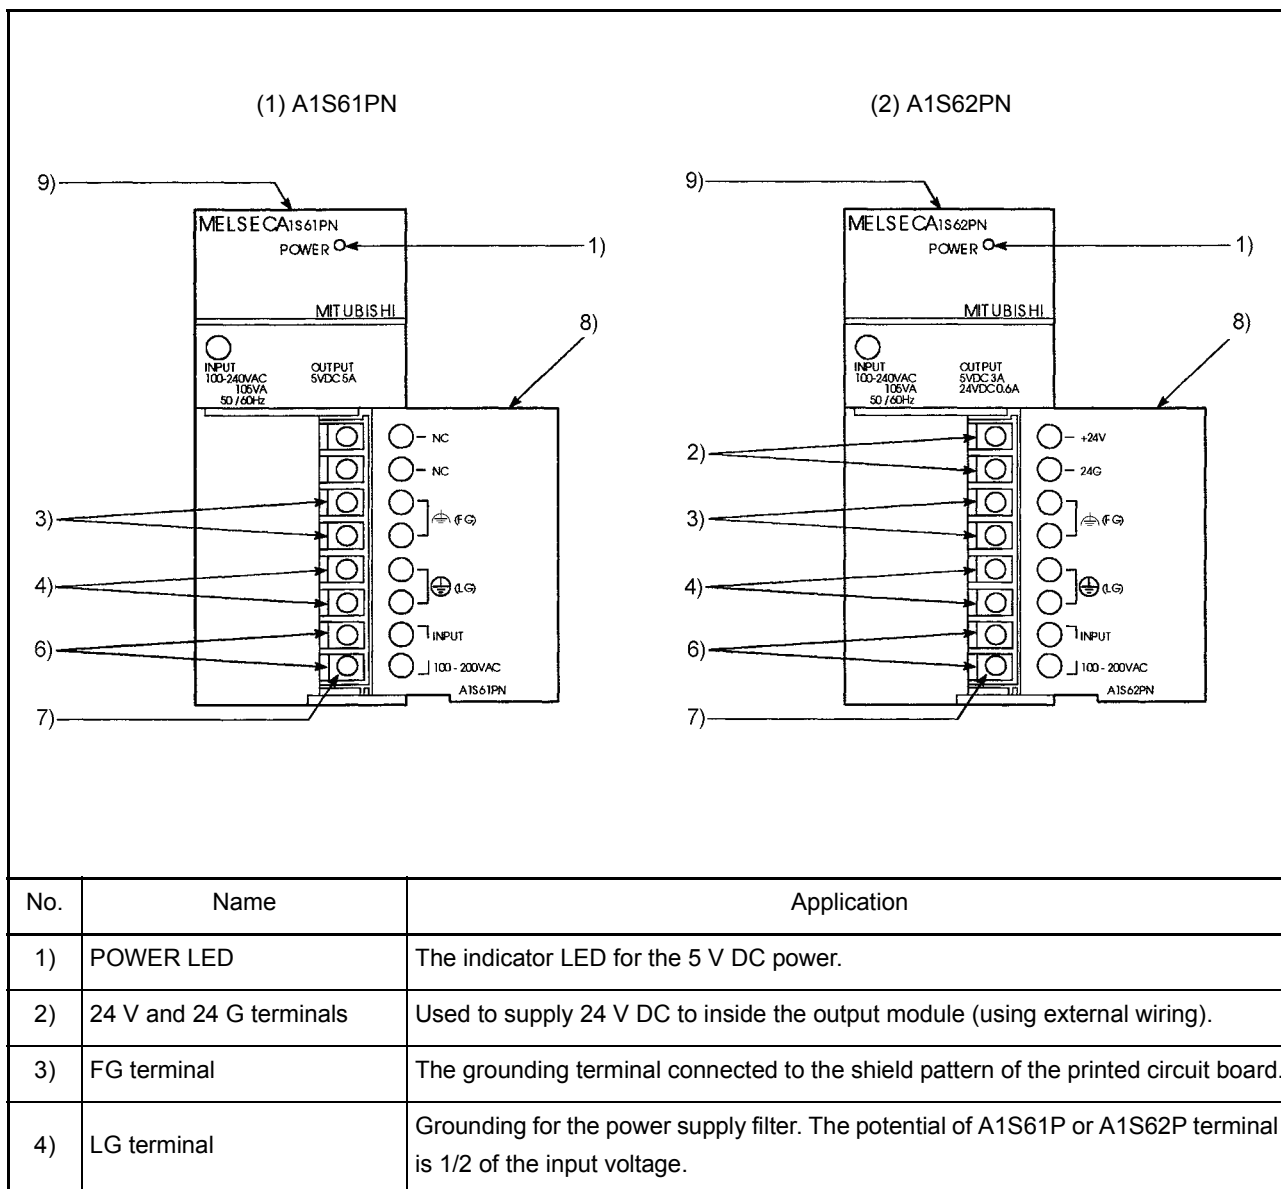 (1) A1S61PN
(2) A1S62PN
9)
MELSECA1S61PN
POWER
1)
MITUBISHI
8)
INPUT
100-240VAC
105VA
50/60Hz
OUTPUT
5VDC 5A
NC
NC
3)
(FG)
4)
(LG)
6)
INPUT
100-200VAC
A1S61PN
7)
9)
MELSECA1S62PN
POWER
1)
MITUBISHI
8)
INPUT
100-240VAC
105VA
50/60Hz
OUTPUT
5VDC 3A
24VDC 0.6A
2)
+24V
24G
3)
(FG)
4)
(LG)
6)
INPUT
100-200VAC
A1S62PN
7)
No. Name Application
1) POWER LED The indicator LED for the 5 V DC power.
2) 24 V and 24 G terminals Used to supply 24 V DC to inside the output module (using external wiring).
3) FG terminal The grounding terminal connected to the shield pattern of the printed circuit board.
4) LG terminal Grounding for the power supply filter. The potential of A1S61P or A1S62P terminal
is 1/2 of the input voltage.